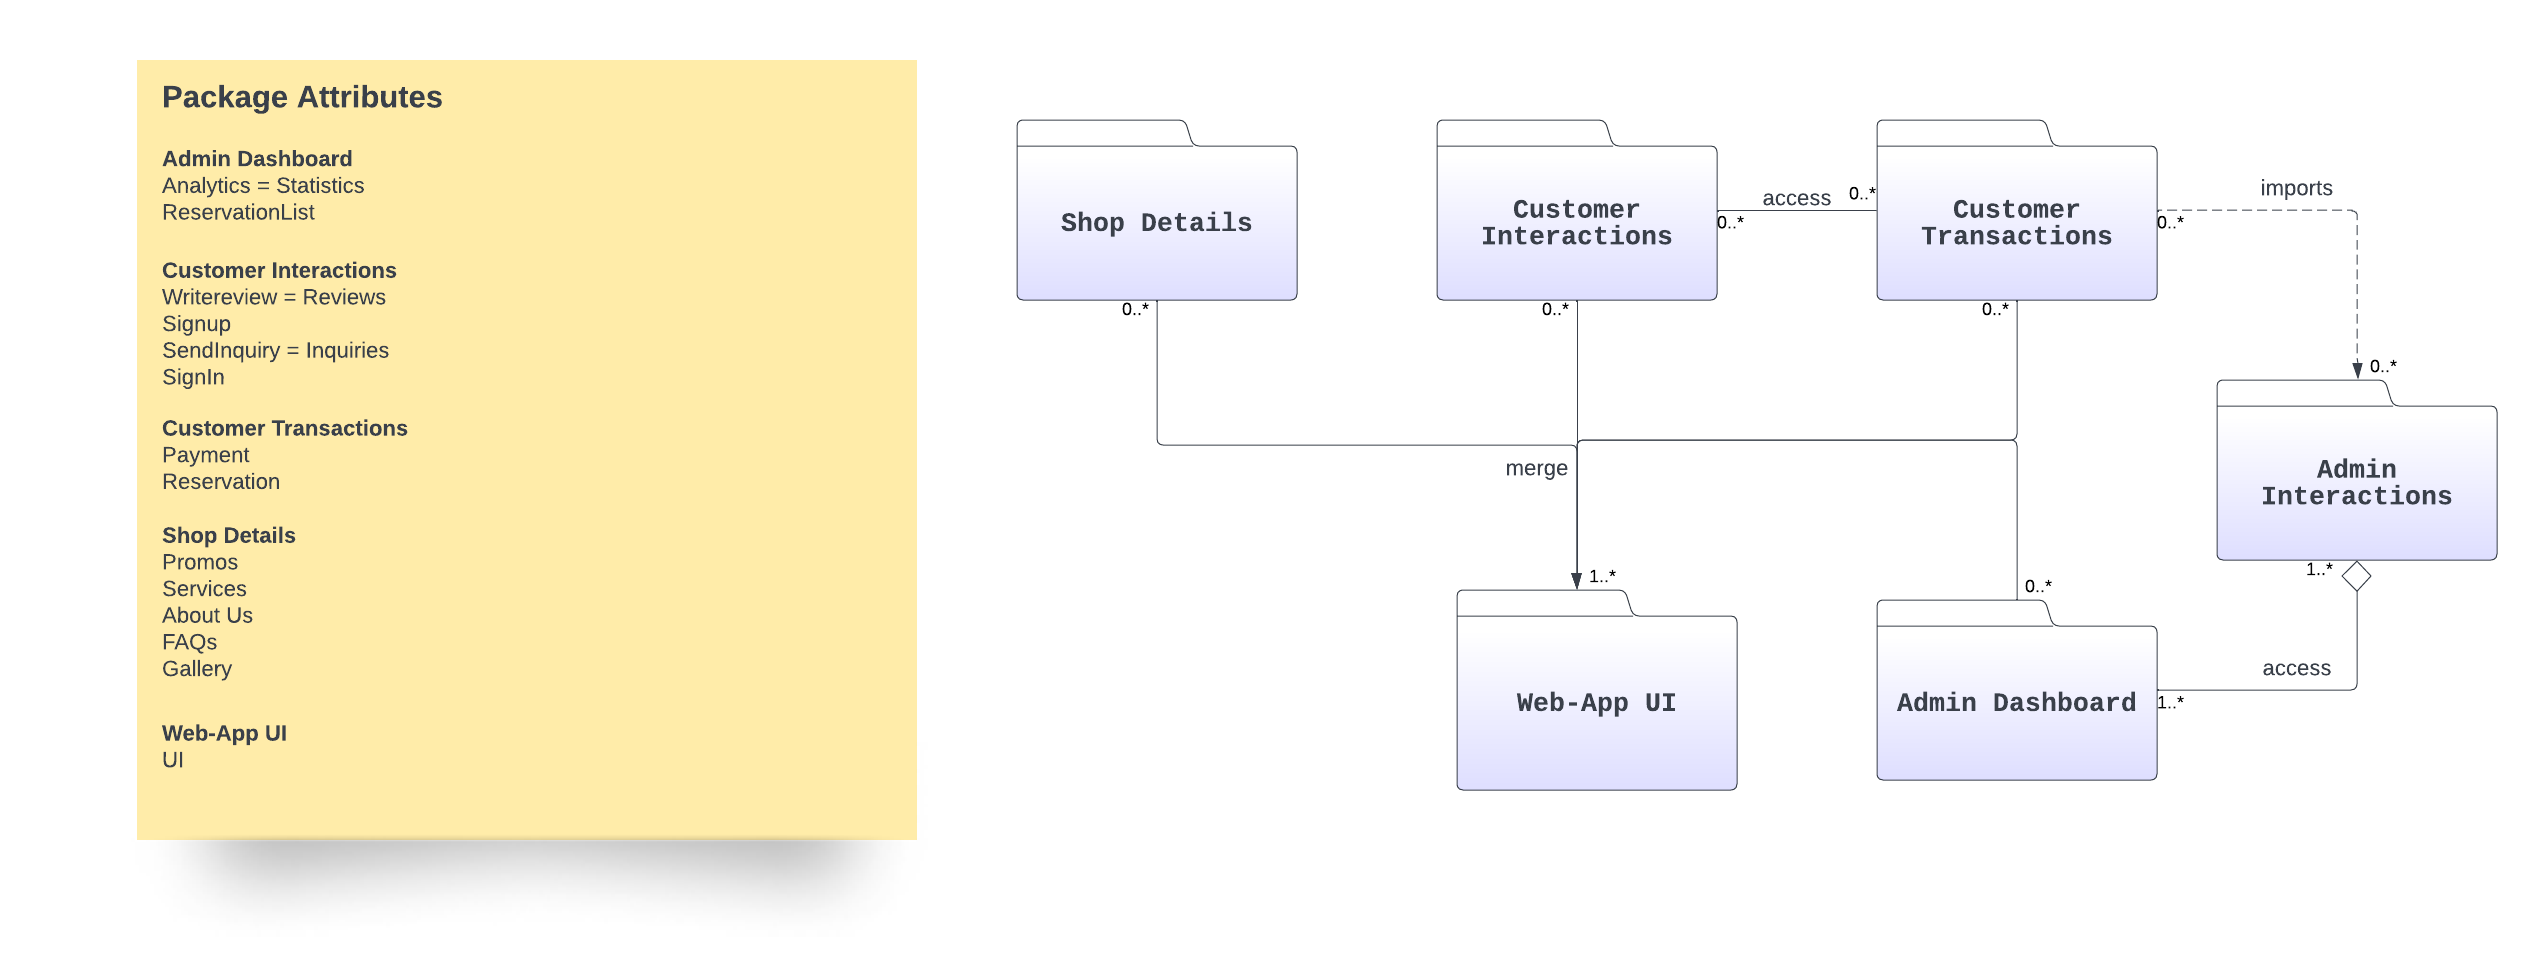 Package Attributes
Admin Dashboard
Analytics = Statistics
ReservationList
Customer Interactions
Writereview = Reviews
Signup
SendInquiry = Inquiries
SignIn
Customer Transactions
Payment
Reservation
Shop Details
Promos
Services
About Us
FAQs
Gallery
Web-App UI
UI
Shop Details
0..*
Customer
Interactions
0..*
access
0..*
0..*
Customer
Transactions
0..*
0..*
imports
0..*
Admin
Interactions
1..*
merge
1..*
Web-App UI
0..*
Admin Dashboard
access
1..*